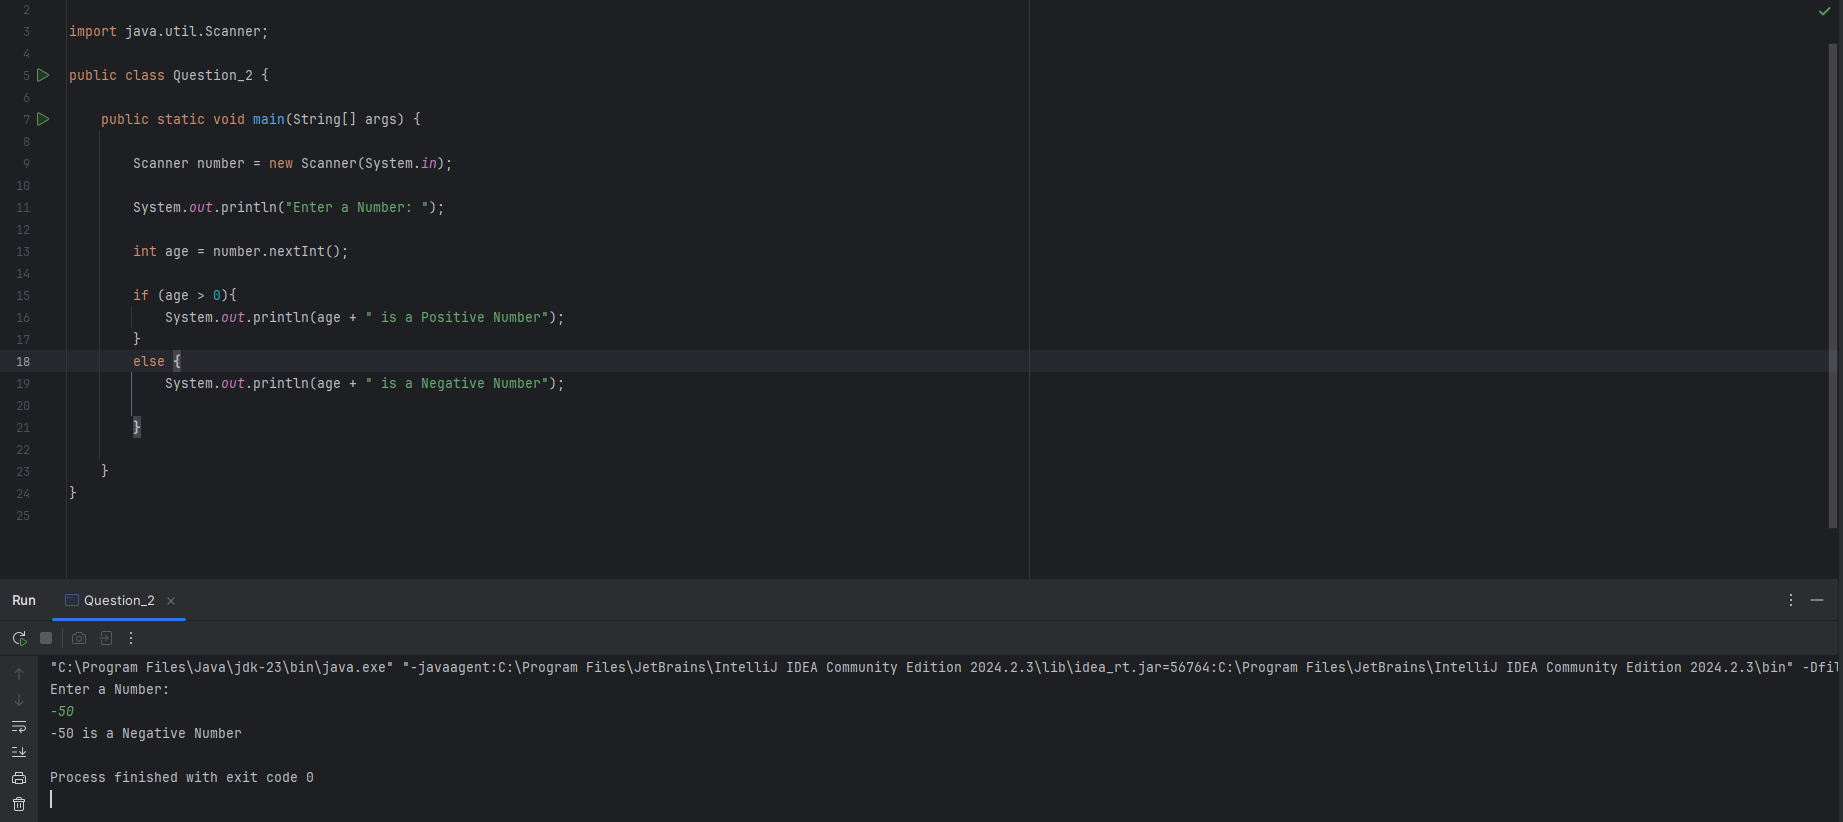 2
3 import java.util.Scanner;
4
5 public class Question_2 {
6
7 public static void main(String[] args) {
8
9 Scanner number = new Scanner(System.in);
10
11 System.out.println("Enter a Number: ");
12
13 int age = number.nextInt();
14
15 if (age > 0){
16 System.out.println(age + " is a Positive Number");
17 }
18 else {
19 System.out.println(age + " is a Negative Number");
20
21 }
22
23 }
24 }
25
Run Question_2
"C:\Program Files\Java\jdk-23\bin\java.exe" "-javaagent:C:\Program Files\JetBrains\IntelliJ IDEA Community Edition 2024.2.3\lib\idea_rt.jar=56764:C:\Program Files\JetBrains\IntelliJ IDEA Community Edition 2024.2.3\bin" -Dfil
Enter a Number:
-50
-50 is a Negative Number
Process finished with exit code 0